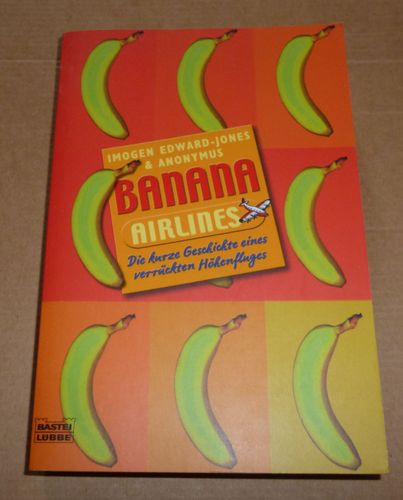 IMOGEN EDWARD-JONES
& ANONYMUS
BANANA
AIRLINES
Die kurze Geschichte eines
verrückten Höhenfluges
BASTEI
LÜBBE